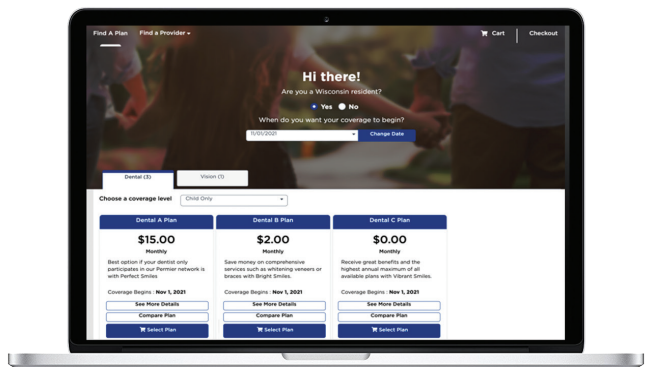 Find A Plan Find a Provider Cart Checkout
Hi there!
Are you a Wisconsin resident?
Yes No
When do you want your coverage to begin?
11/01/2021 Change Date
Dental (3) Vision (1)
Choose a coverage level Child Only
Dental A Plan Dental B Plan Dental C Plan
$15.00 $2.00 $0.00
Monthly Monthly Monthly
Best option if your dentist only Save money on comprehensive Receive great benefits and the
participates in our Permier network is services such as whitening veneers or highest annual maximum of all
with Perfect Smiles braces with Bright Smiles. available plans with Vibrant Smiles.
Coverage Begins : Nov 1, 2021 Coverage Begins : Nov 1, 2021 Coverage Begins : Nov 1, 2021
See More Details See More Details See More Details
Compare Plan Compare Plan Compare Plan
Select Plan Select Plan Select Plan